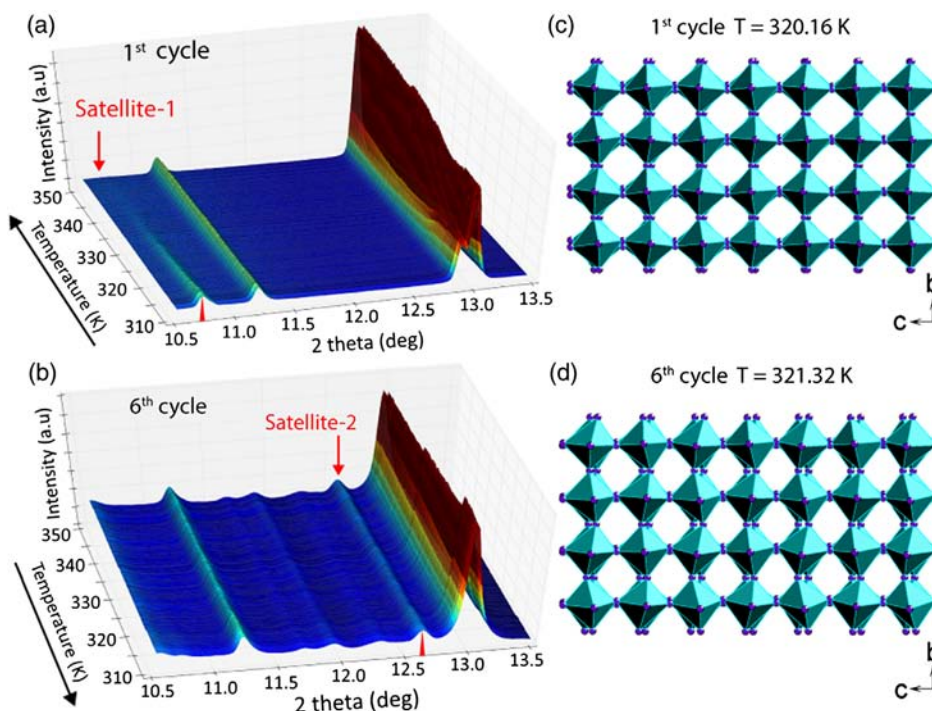 (a)
1st cycle
Satellite-1
Intensity (a.u)
350
340
330
320
310
Temperature (K)
10.5 11.0 11.5 12.0 12.5 13.0 13.5
2 theta (deg)
(c)
1st cycle T = 320.16 K
b
c
(b)
6th cycle
Satellite-2
Intensity (a.u)
350
340
330
320
310
Temperature (K)
10.5 11.0 11.5 12.0 12.5 13.0 13.5
2 theta (deg)
(d)
6th cycle T = 321.32 K
b
c